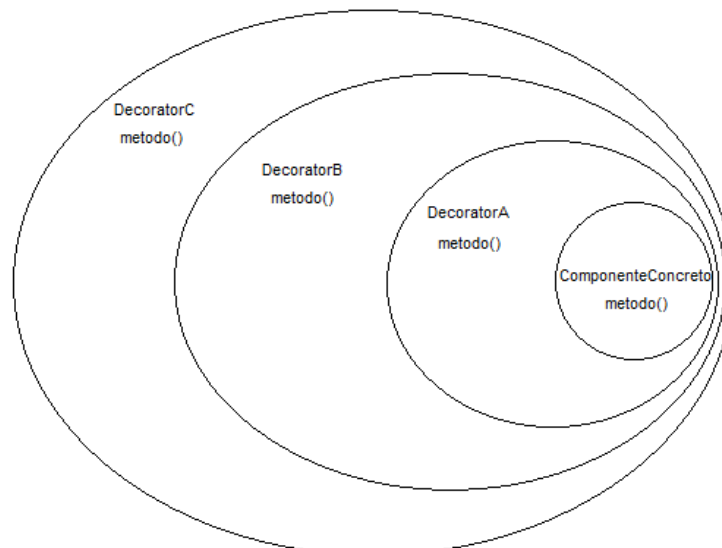 DecoratorC
metodo()
DecoratorB
metodo()
DecoratorA
metodo()
ComponenteConcreto
metodo()